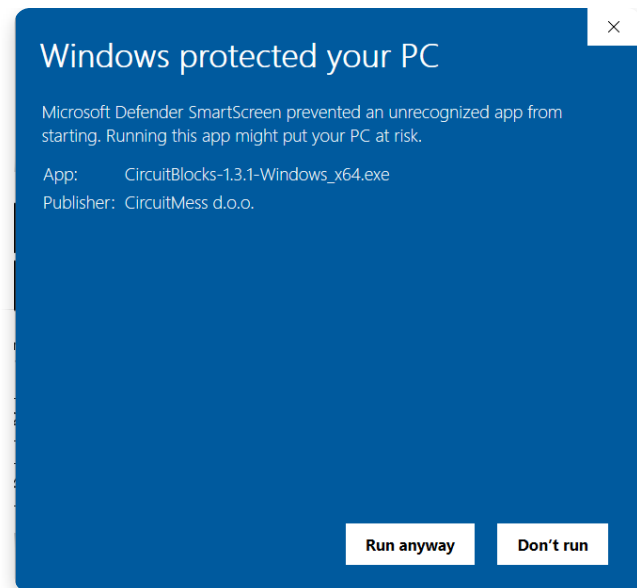 Windows protected your PC
Microsoft Defender SmartScreen prevented an unrecognized app from
starting. Running this app might put your PC at risk.
App: CircuitBlocks-1.3.1-Windows_x64.exe
Publisher: CircuitMess d.o.o.
Run anyway Don’t run